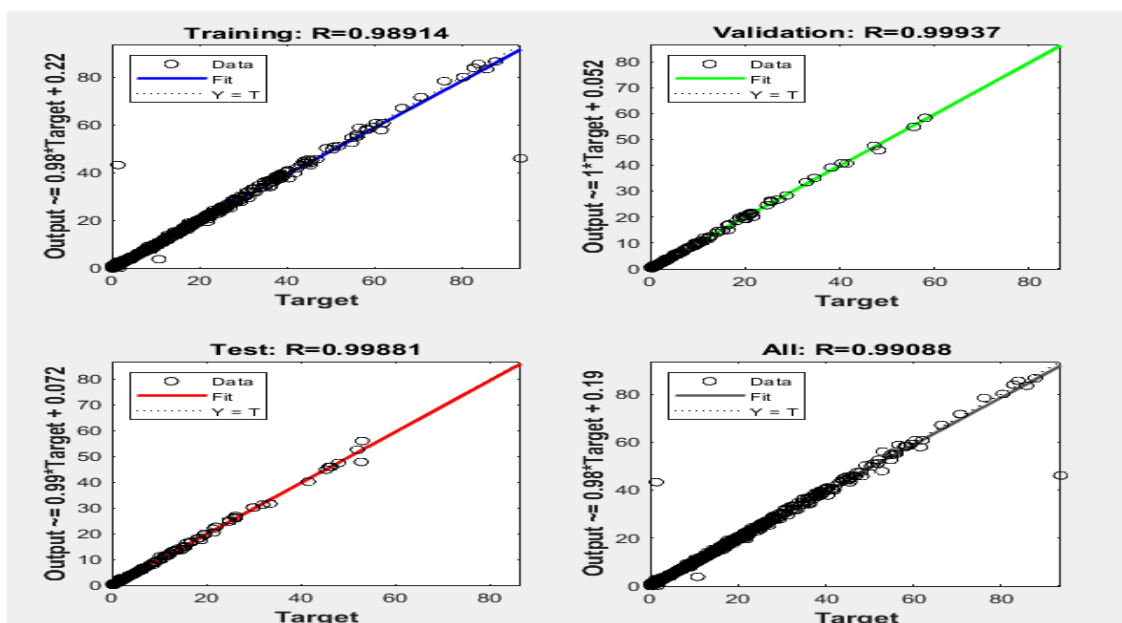 Training: R=0.98914
Output ~= 0.98*Target + 0.22
80
60
40
20
0
Data
Fit
Y = T
0 20 40 60 80
Target
Validation: R=0.99937
Output ~= 1*Target + 0.052
80
70
60
50
40
30
20
10
0
Data
Fit
Y = T
0 20 40 60 80
Target
Test: R=0.99881
Output ~= 0.99*Target + 0.072
80
70
60
50
40
30
20
10
0
Data
Fit
Y = T
0 20 40 60 80
Target
All: R=0.99088
Output ~= 0.98*Target + 0.19
80
60
40
20
0
Data
Fit
Y = T
0 20 40 60 80
Target